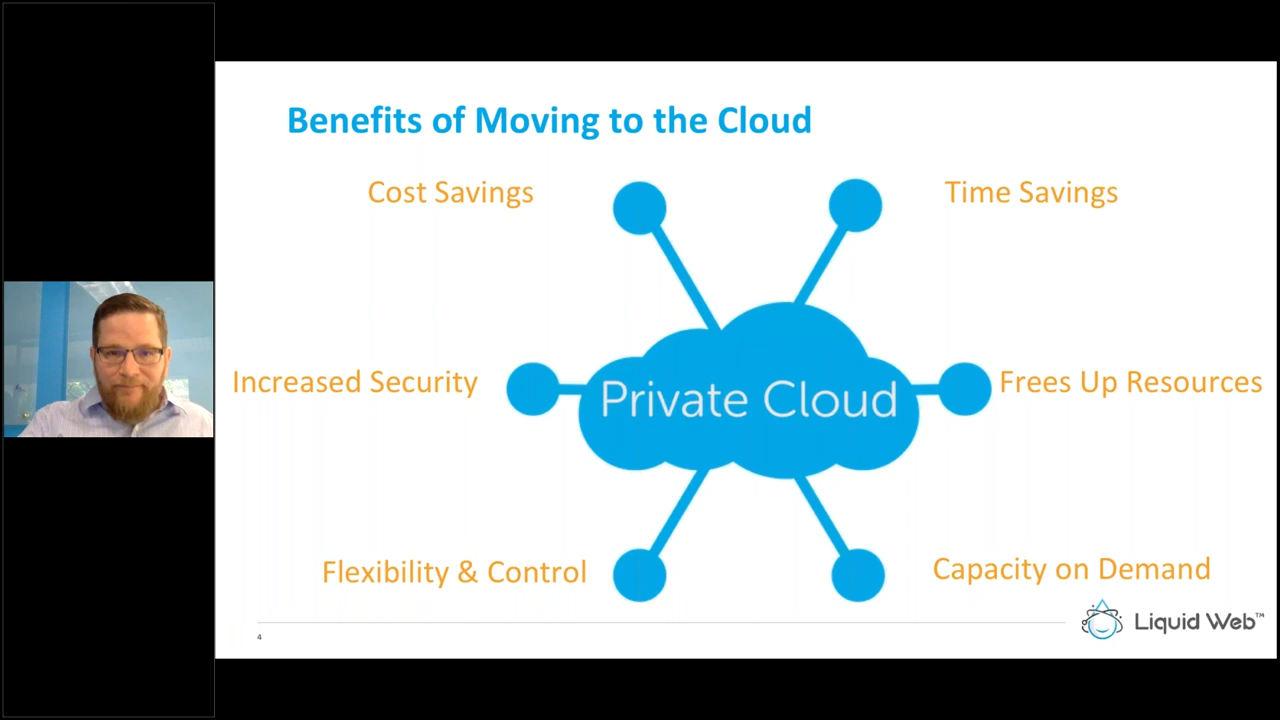 Benefits of Moving to the Cloud
Cost Savings
Time Savings
Increased Security
Private Cloud
Frees Up Resources
Flexibility & Control
Capacity on Demand
4
Liquid Web™